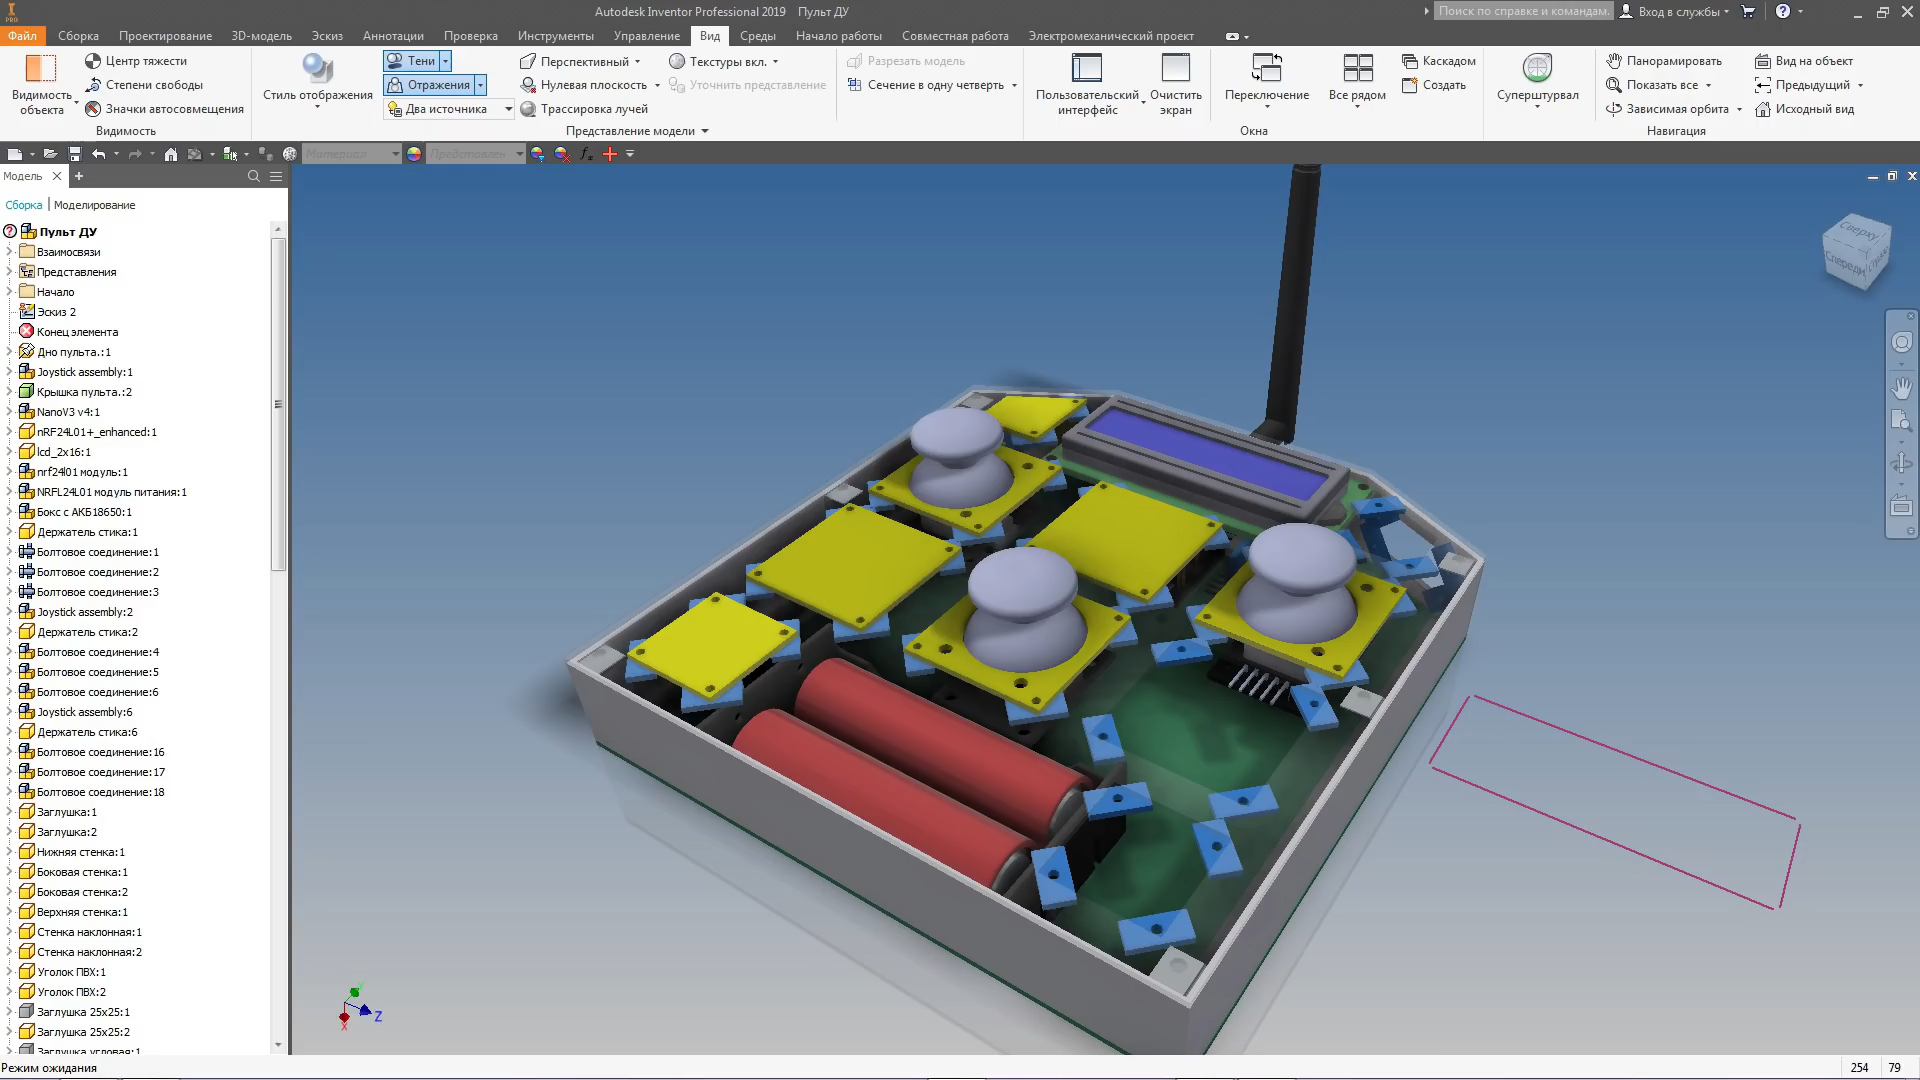 Autodesk Inventor Professional 2019 Пульт ДУ
Поиск по справке и командам.
Вход в службы
PRO
Файл Сборка Проектирование 3D-модель Эскиз Аннотации Проверка Инструменты Управление Вид Среды Начало работы Совместная работа Электромеханический проект
Видимость объекта
Центр тяжести
Степени свободы
Значки автосовмещения
Видимость
Стиль отображения
Тени
Отражения
Два источника
Перспективный
Нулевая плоскость
Трассировка лучей
Текстуры вкл.
Уточнить представление
Представление модели
Разрезать модель
Сечение в одну четверть
Пользовательский интерфейс
Очистить экран
Переключение
Все рядом
Каскадом
Создать
Окна
Суперштурвал
Панорамировать
Показать все
Зависимая орбита
Вид на объект
Предыдущий
Исходный вид
Навигация
Материал
Представлен
Модель
Сборка | Моделирование
Пульт ДУ
Взаимосвязи
Представления
Начало
Эскиз 2
Конец элемента
Дно пульта.:1
Joystick assembly:1
Крышка пульта.:2
NanoV3 v4:1
nRF24L01+_enhanced:1
lcd_2x16:1
nrf24l01 модуль:1
NRFL24L01 модуль питания:1
Бокс с АКБ18650:1
Держатель стика:1
Болтовое соединение:1
Болтовое соединение:2
Болтовое соединение:3
Joystick assembly:2
Держатель стика:2
Болтовое соединение:4
Болтовое соединение:5
Болтовое соединение:6
Joystick assembly:6
Держатель стика:6
Болтовое соединение:16
Болтовое соединение:17
Болтовое соединение:18
Заглушка:1
Заглушка:2
Нижняя стенка:1
Боковая стенка:1
Боковая стенка:2
Верхняя стенка:1
Стенка наклонная:1
Стенка наклонная:2
Уголок ПВХ:1
Уголок ПВХ:2
Заглушка 25x25:1
Заглушка 25x25:2
Заглушка угловая:1
Сверху
Спереди
X
Z
Режим ожидания
254 79